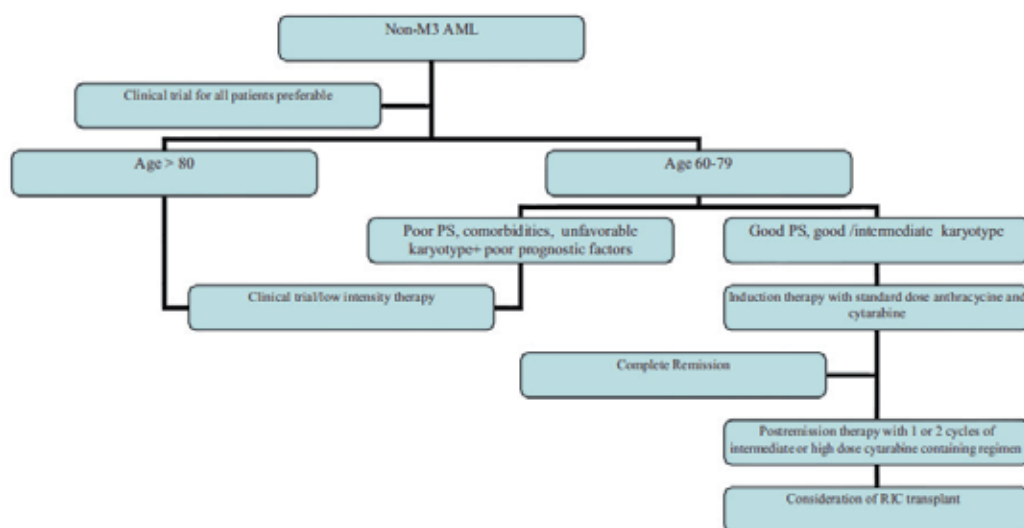 Non-M3 AML
Clinical trial for all patients preferable
Age > 80
Age 60-79
Poor PS, comorbidities, unfavorable
karyotype+ poor prognostic factors
Good PS, good /intermediate karyotype
Clinical trial/low intensity therapy
Induction therapy with standard dose anthracycine and
cytarabine
Complete Remission
Postremission therapy with 1 or 2 cycles of
intermediate or high dose cytarabine containing regimen
Consideration of RIC transplant